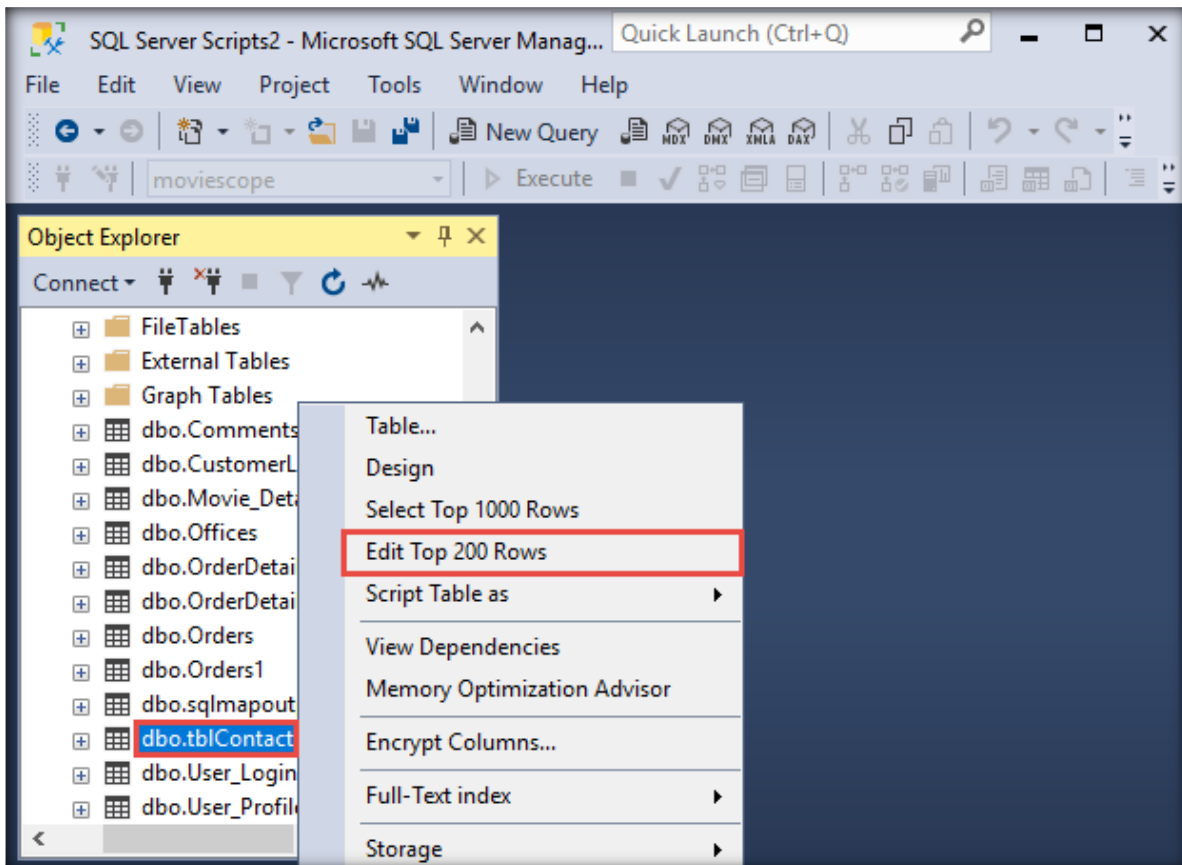 SQL Server Scripts2 - Microsoft SQL Server Manag... Quick Launch (Ctrl+Q)
File Edit View Project Tools Window Help
New Query MDX DMX XMLA DAX
moviescope Execute
Object Explorer
Connect
FileTables
External Tables
Graph Tables
dbo.Comments
dbo.CustomerL
dbo.Movie_Deta
dbo.Offices
dbo.OrderDetai
dbo.OrderDetai
dbo.Orders
dbo.Orders1
dbo.sqlmapout
dbo.tblContact
dbo.User_Login
dbo.User_Profil
Table...
Design
Select Top 1000 Rows
Edit Top 200 Rows
Script Table as
View Dependencies
Memory Optimization Advisor
Encrypt Columns...
Full-Text index
Storage